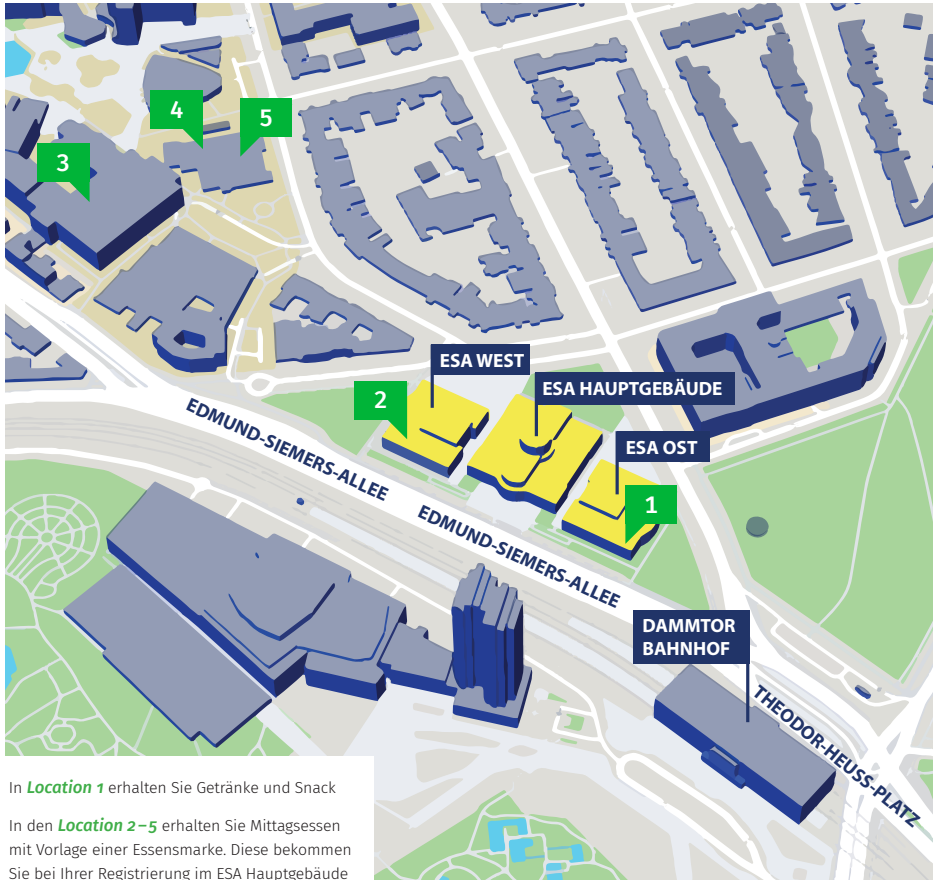 4
5
3
ESA WEST
ESA HAUPTGEBÄUDE
2
ESA OST
EDMUND-SIEMERS-ALLEE
1
EDMUND-SIEMERS-ALLEE
DAMMTOR
BAHNHOF
THEODOR-HEUSS-PLATZ
In Location 1 erhalten Sie Getränke und Snack
In den Location 2–5 erhalten Sie Mittagsessen
mit Vorlage einer Essensmarke. Diese bekommen
Sie bei Ihrer Registrierung im ESA Hauptgebäude